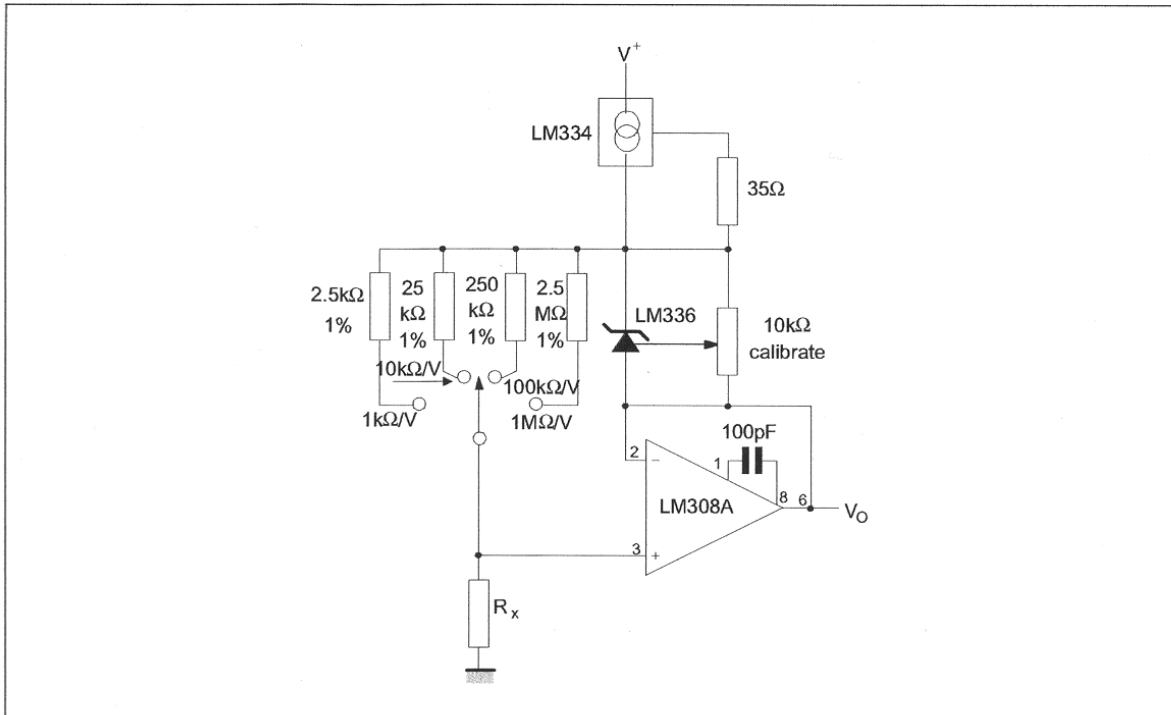 V+
LM334
35Ω
2.5kΩ
1%
25
kΩ
1%
250
kΩ
1%
2.5
MΩ
1%
LM336
10kΩ
calibrate
10kΩ/V
100kΩ/V
1kΩ/V
1MΩ/V
100pF
2
−
1
LM308A
8
6
VO
3
+
Rx